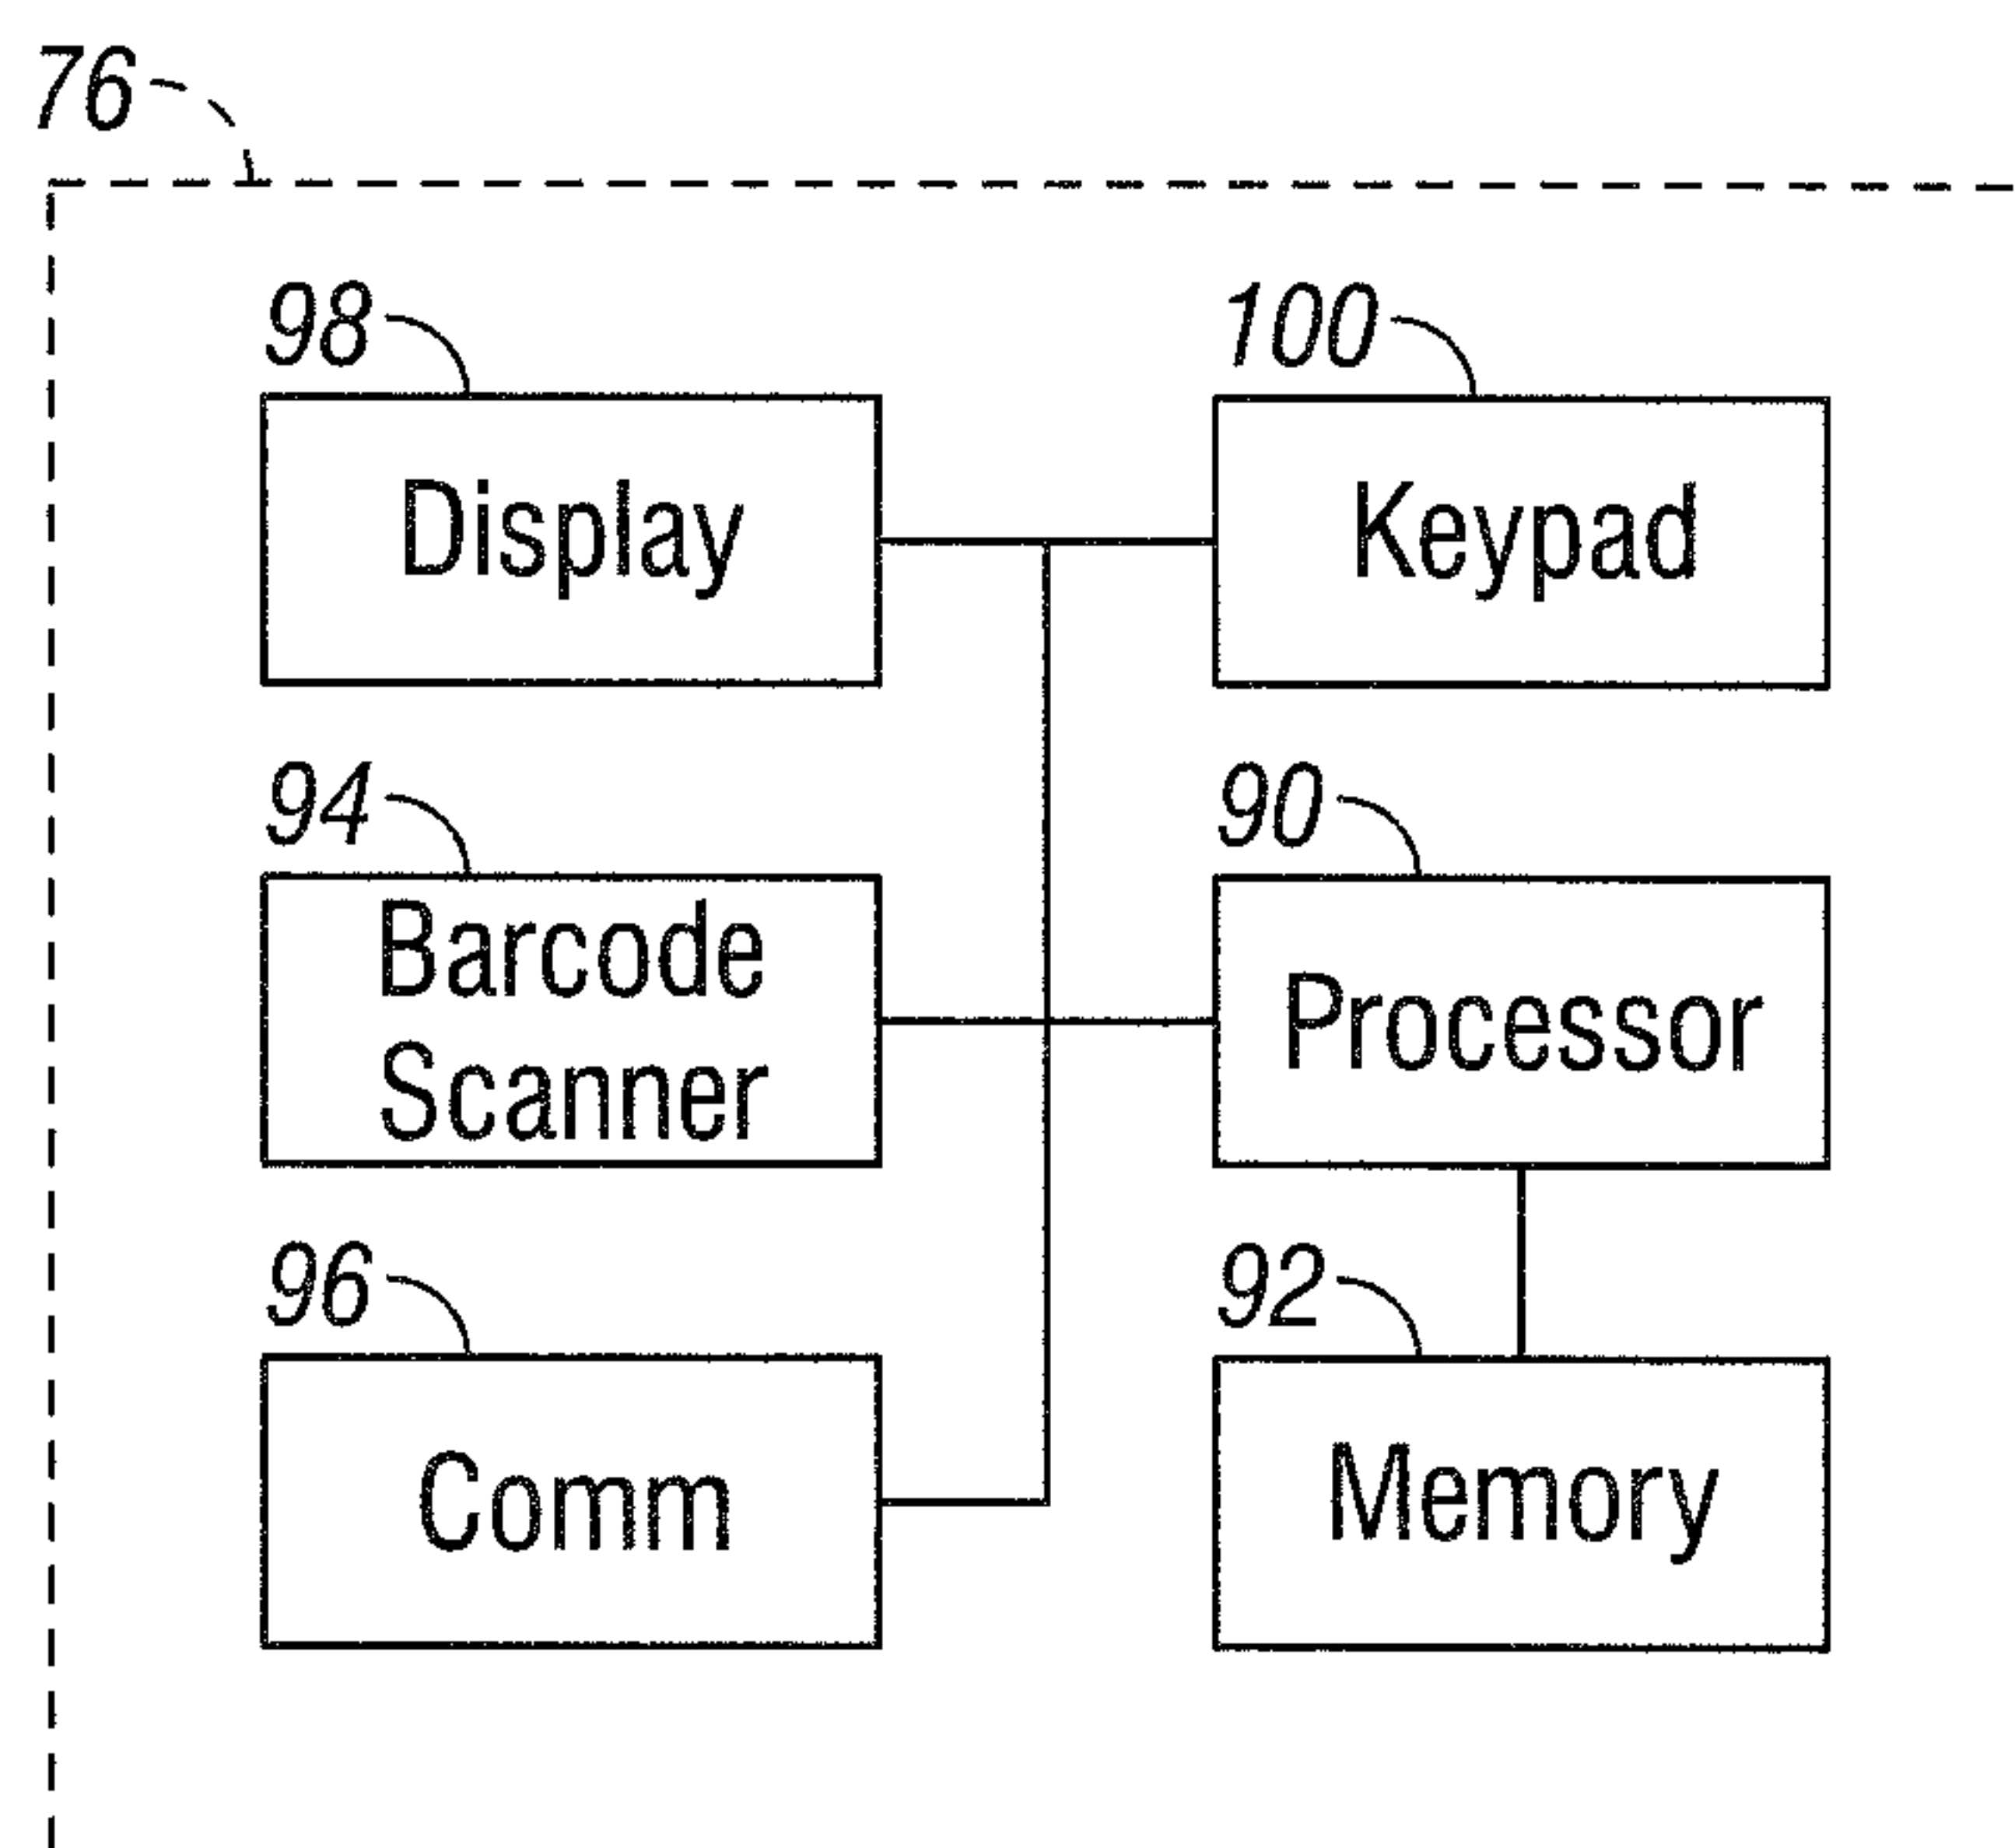 76
98
100
Display
Keypad
94
90
Barcode
Scanner
Processor
96
92
Comm
Memory